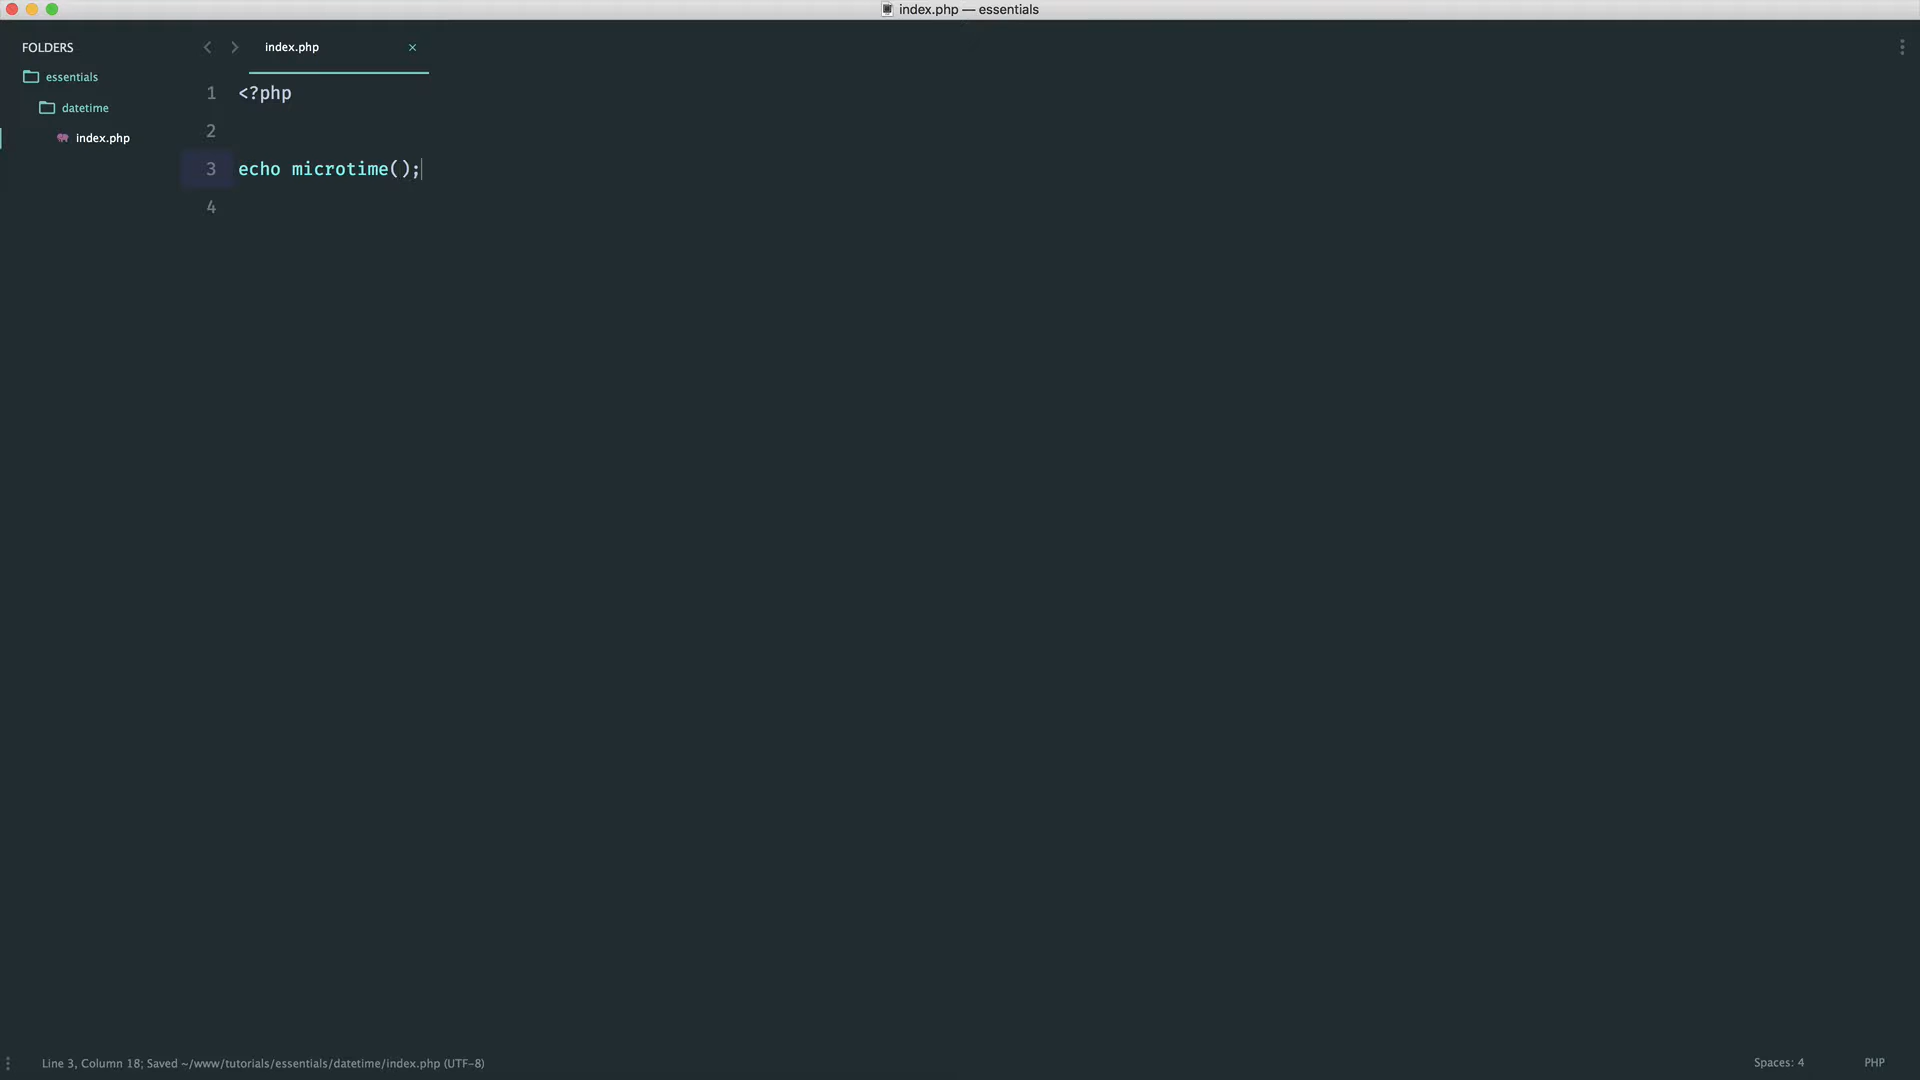 index.php — essentials
FOLDERS
essentials
datetime
index.php
index.php ×
1 <?php
2
3 echo microtime();
4
Line 3, Column 18; Saved ~/www/tutorials/essentials/datetime/index.php (UTF-8)
Spaces: 4
PHP